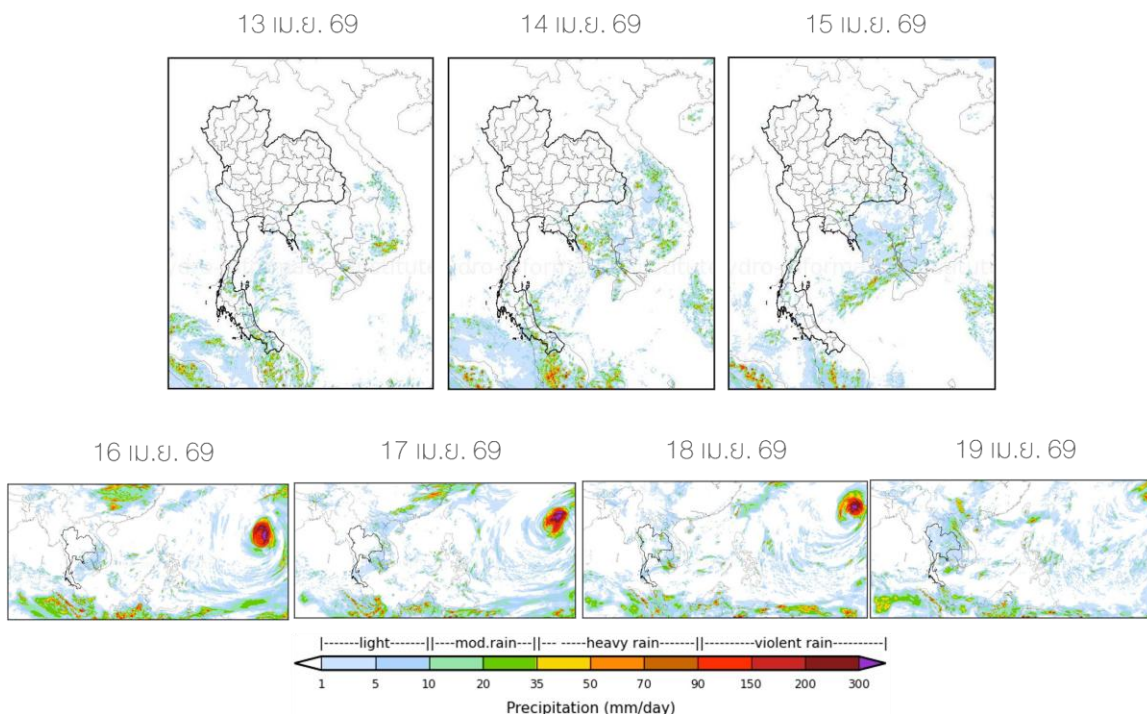 13 เม.ย. 69
14 เม.ย. 69
15 เม.ย. 69
16 เม.ย. 69
17 เม.ย. 69
18 เม.ย. 69
19 เม.ย. 69
|-------light-------||---mod.rain---||--- --------heavy rain---------||----------violent rain----------|
1 5 10 20 35 50 70 90 150 200 300
Precipitation (mm/day)